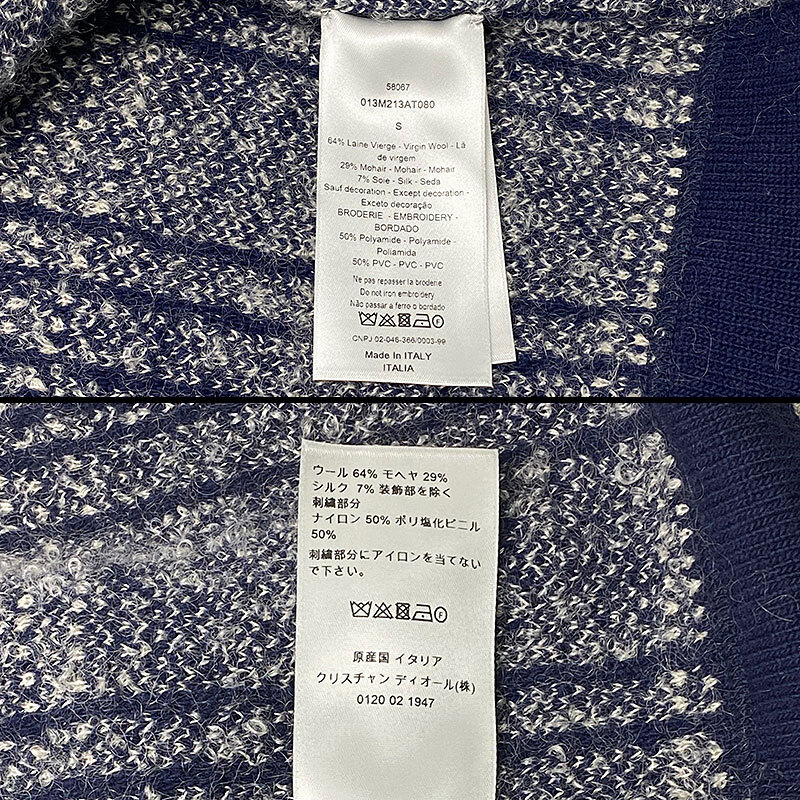 58067
013M213AT080
S
64% Laine Vierge - Virgin Wool - Lã
de virgem
29% Mohair - Mohair - Mohair
7% Soie - Silk - Seda
Sauf décoration - Except decoration -
Exceto decoração
BRODERIE - EMBROIDERY -
BORDADO
50% Polyamide - Polyamide -
Poliamida
50% PVC - PVC - PVC
Ne pas repasser la broderie
Do not iron embroidery
Não passar a ferro o bordado
CNPJ 02-046-366/0003-99
Made In ITALY
ITALIA
ウール 64% モヘヤ 29%
シルク 7% 装飾部を除く
刺繍部分
ナイロン 50% ポリ塩化ビニル
50%
刺繍部分にアイロンを当てない
で下さい。
原産国 イタリア
クリスチャン ディオール(株)
0120 02 1947